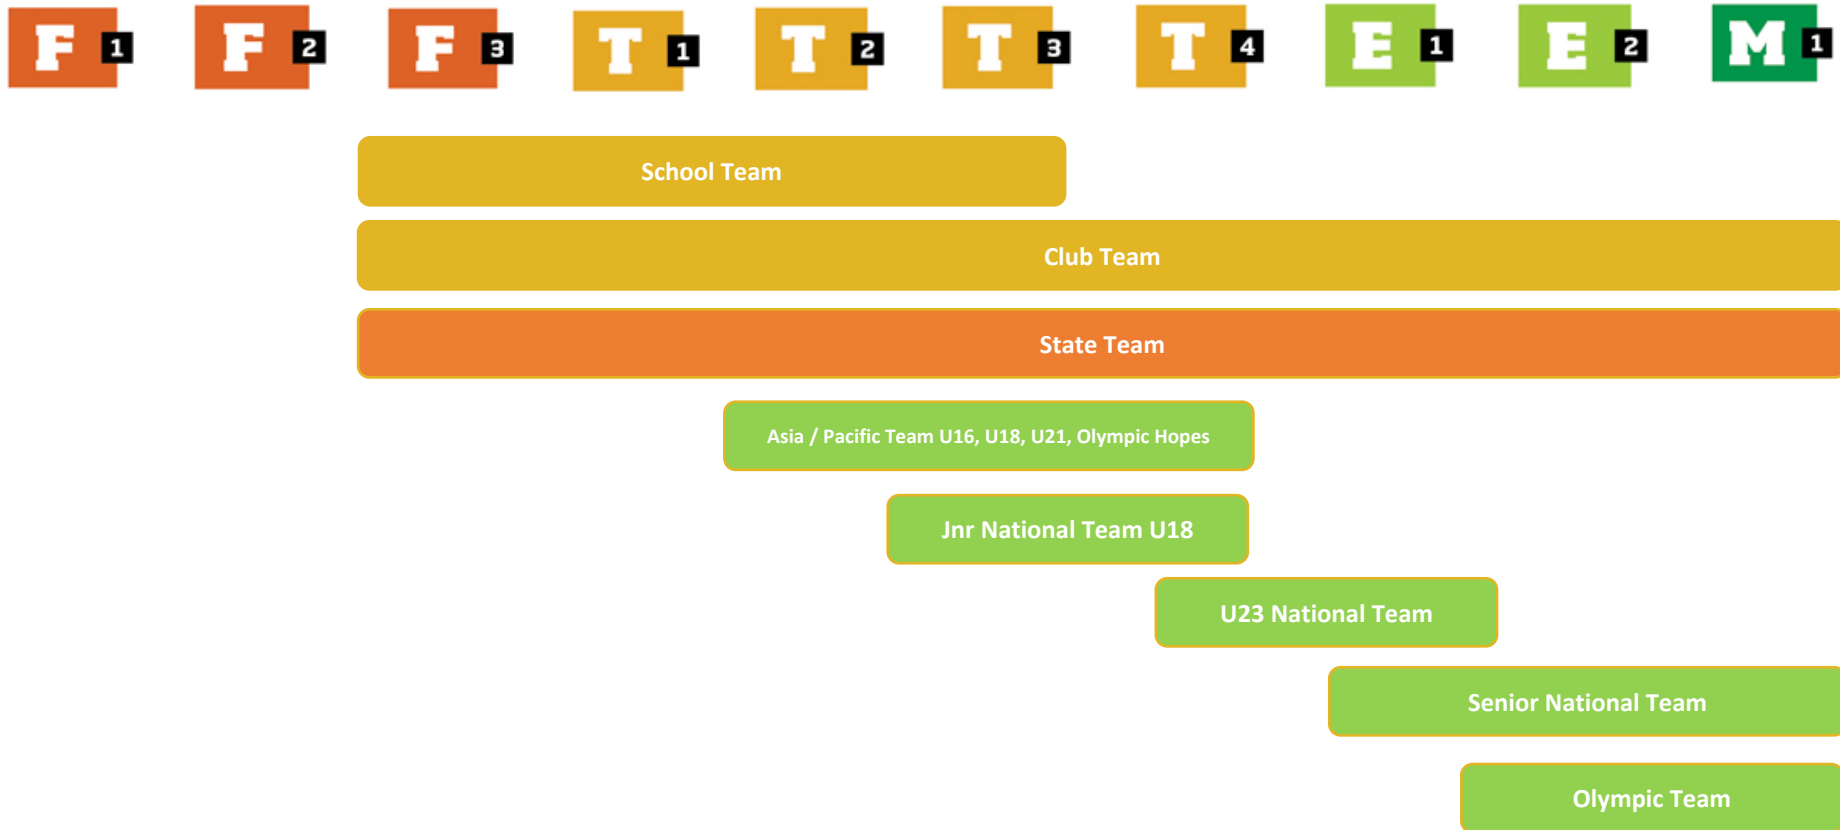 F 1 F 2 F 3 T 1 T 2 T 3 T 4 E 1 E 2 M 1
School Team
Club Team
State Team
Asia / Pacific Team U16, U18, U21, Olympic Hopes
Jnr National Team U18
U23 National Team
Senior National Team
Olympic Team